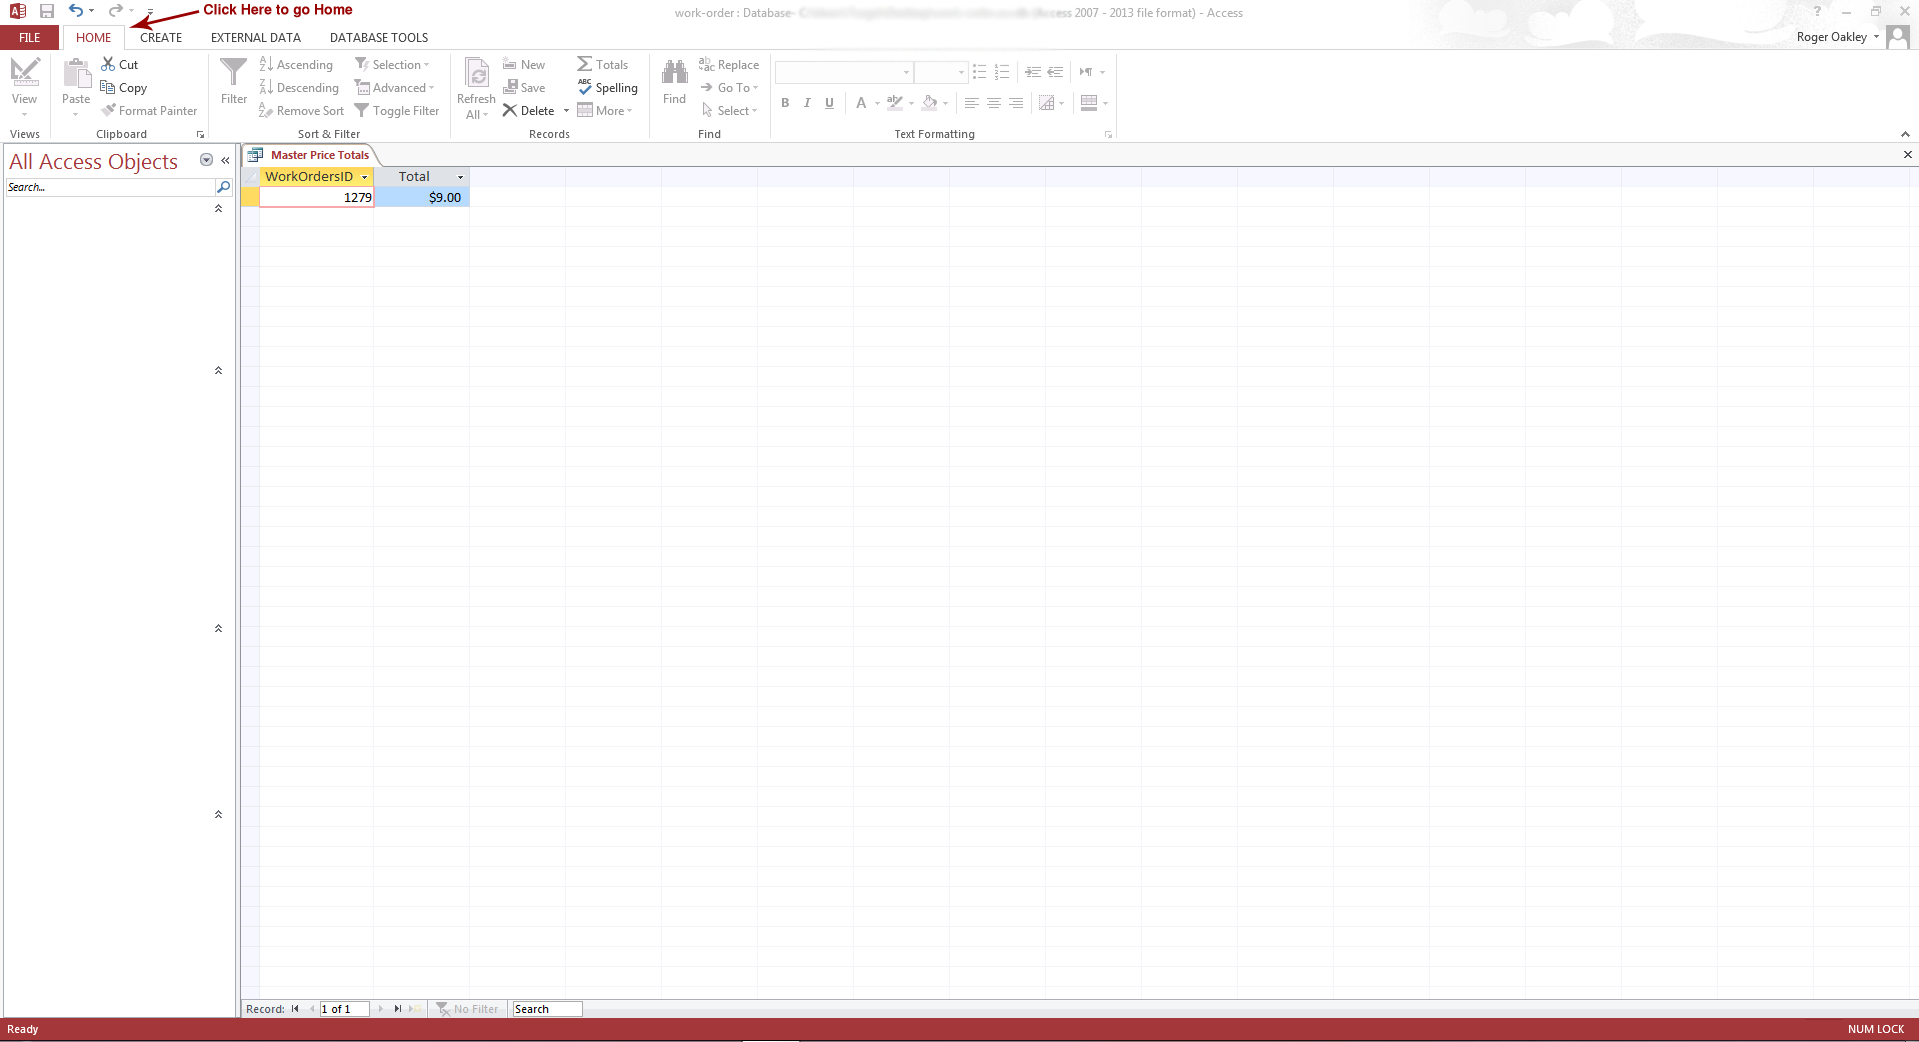 Click Here to go Home
work-order : Database- (Access 2007 - 2013 file format) - Access
?
FILE HOME CREATE EXTERNAL DATA DATABASE TOOLS
Roger Oakley
View
Views
Paste
Cut
Copy
Format Painter
Clipboard
Filter
Ascending
Descending
Remove Sort
Selection
Advanced
Toggle Filter
Sort & Filter
Refresh
All
New
Save
Delete
Totals
Spelling
More
Records
Find
Replace
Go To
Select
Find
B I U A
Text Formatting
All Access Objects
Search...
Master Price Totals
WorkOrdersID Total
1279 $9.00
Record: 1 of 1 No Filter Search
Ready NUM LOCK